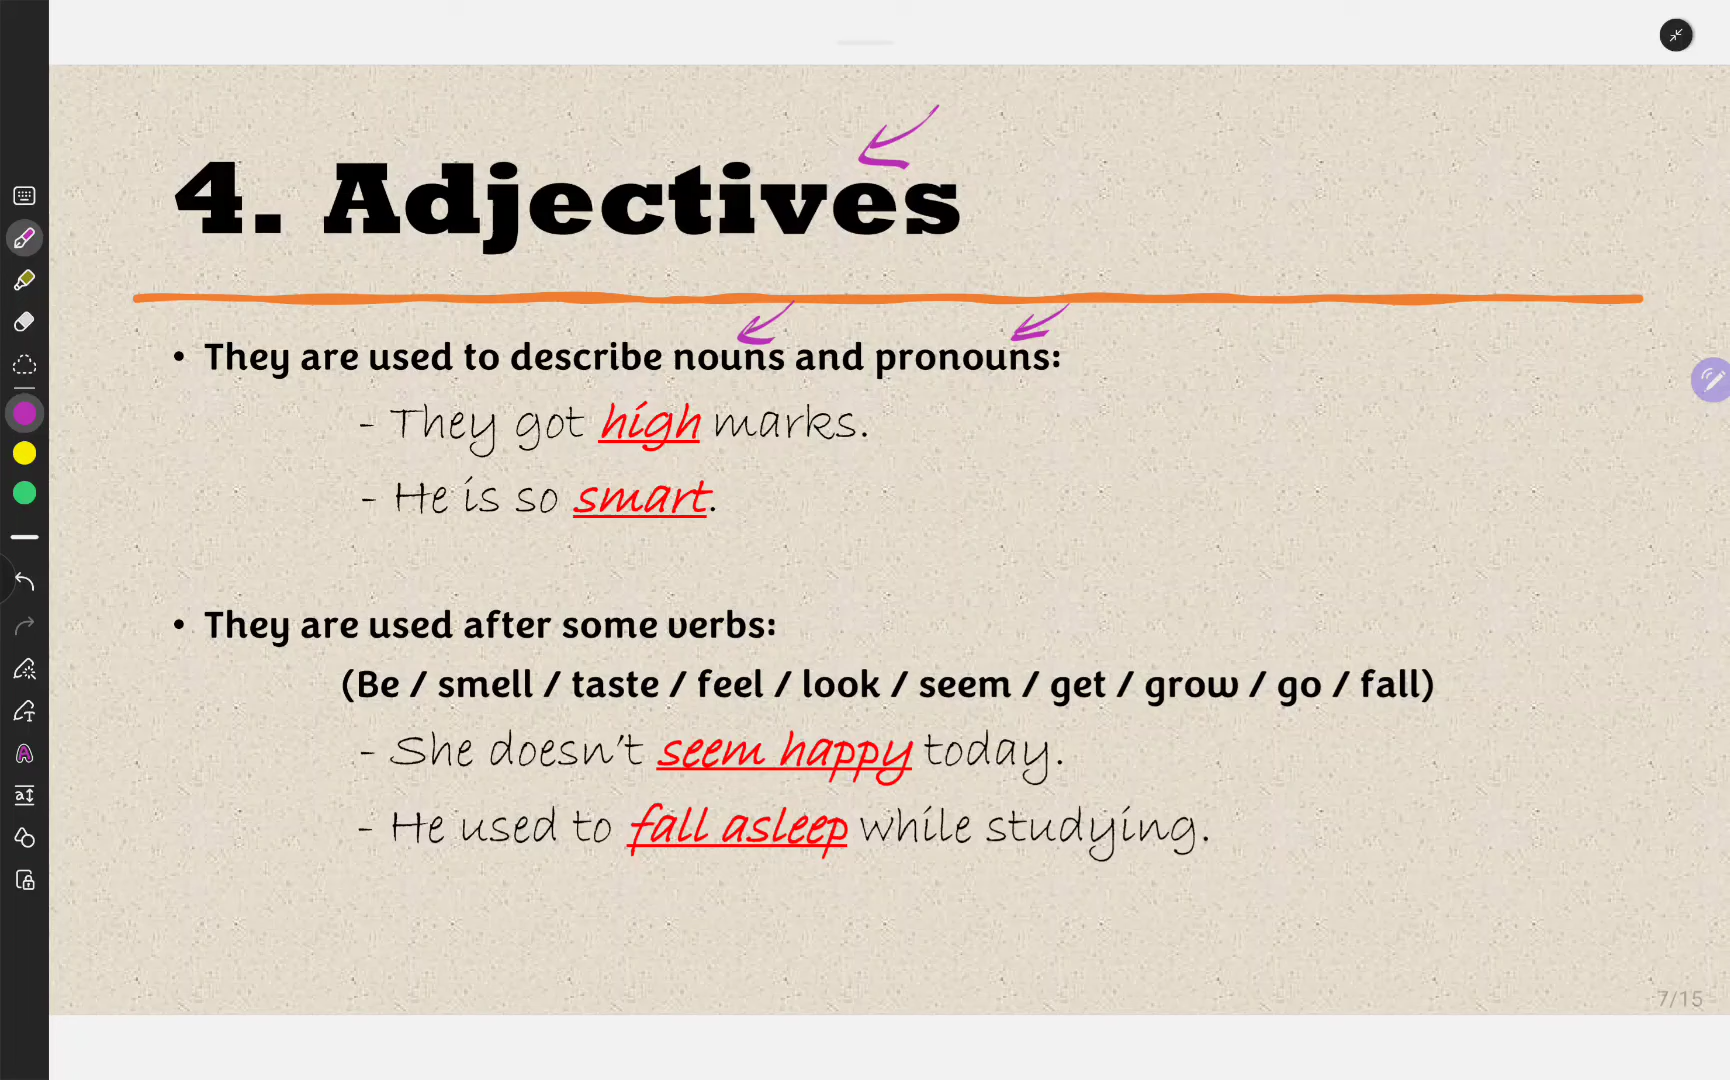 4. Adjectives
• They are used to describe nouns and pronouns:
- They got high marks.
- He is so smart.
• They are used after some verbs:
(Be / smell / taste / feel / look / seem / get / grow / go / fall)
- She doesn't seem happy today.
- He used to fall asleep while studying.
7/15